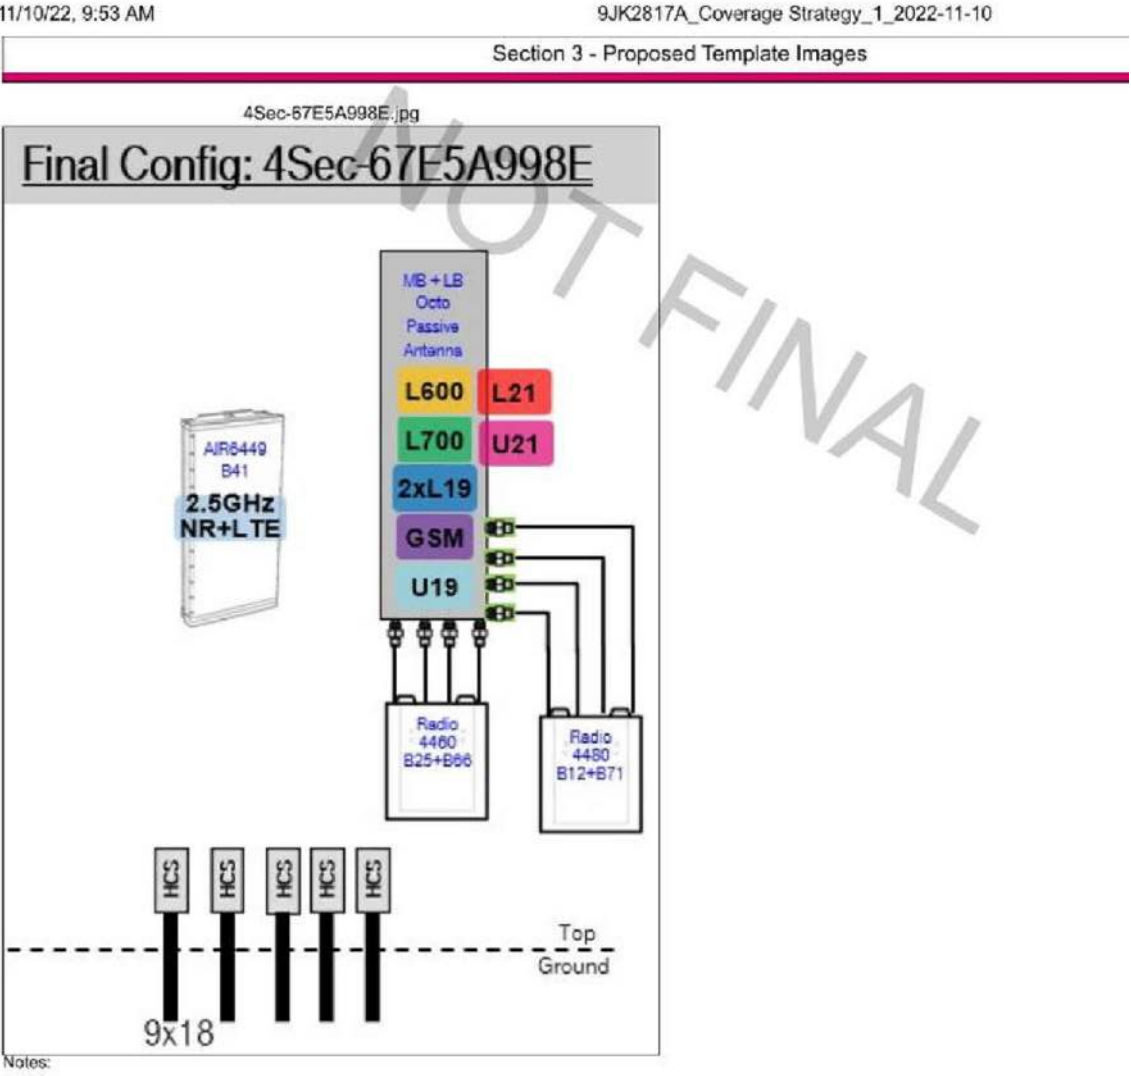 11/10/22, 9:53 AM
9JK2817A_Coverage Strategy_1_2022-11-10
Section 3 - Proposed Template Images
4Sec-67E5A998E.jpg
Final Config: 4Sec-67E5A998E
NOT FINAL
MB + LB
Octo
Passive
Antenna
L600
L21
L700
U21
2xL19
GSM
U19
AIR6449
B41
2.5GHz
NR+LTE
Radio
4460
B25+B66
Radio
4480
B12+B71
HCS
HCS
HCS
HCS
HCS
Top
Ground
9x18
Notes: